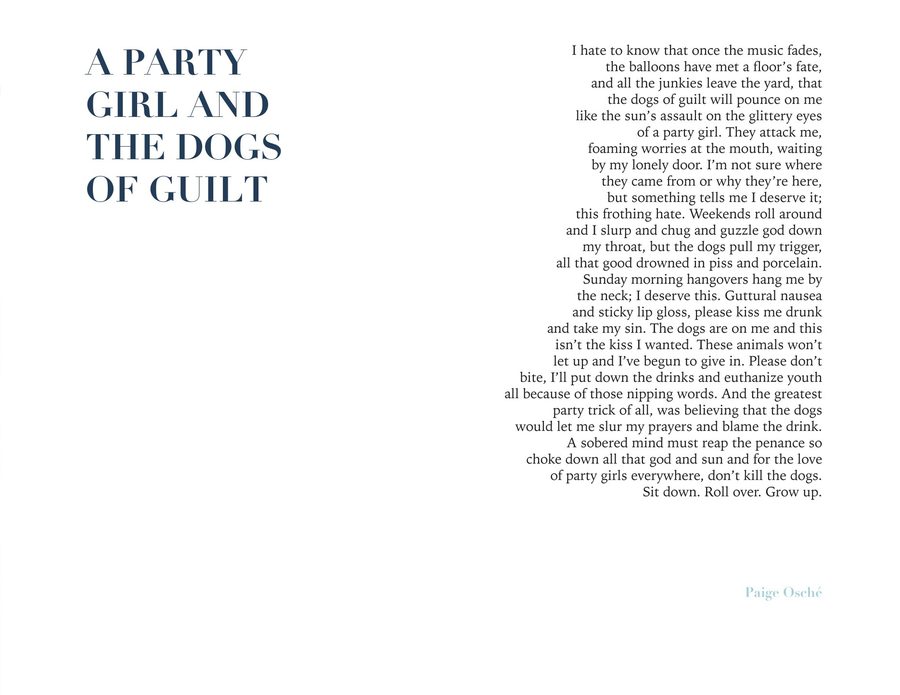 A PARTY
GIRL AND
THE DOGS
OF GUILT
I hate to know that once the music fades,
the balloons have met a floor’s fate,
and all the junkies leave the yard, that
the dogs of guilt will pounce on me
like the sun’s assault on the glittery eyes
of a party girl. They attack me,
foaming worries at the mouth, waiting
by my lonely door. I’m not sure where
they came from or why they’re here,
but something tells me I deserve it;
this frothing hate. Weekends roll around
and I slurp and chug and guzzle god down
my throat, but the dogs pull my trigger,
all that good drowned in piss and porcelain.
Sunday morning hangovers hang me by
the neck; I deserve this. Guttural nausea
and sticky lip gloss, please kiss me drunk
and take my sin. The dogs are on me and this
isn’t the kiss I wanted. These animals won’t
let up and I’ve begun to give in. Please don’t
bite, I’ll put down the drinks and euthanize youth
all because of those nipping words. And the greatest
party trick of all, was believing that the dogs
would let me slur my prayers and blame the drink.
A sobered mind must reap the penance so
choke down all that god and sun and for the love
of party girls everywhere, don’t kill the dogs.
Sit down. Roll over. Grow up.
Paige Osché